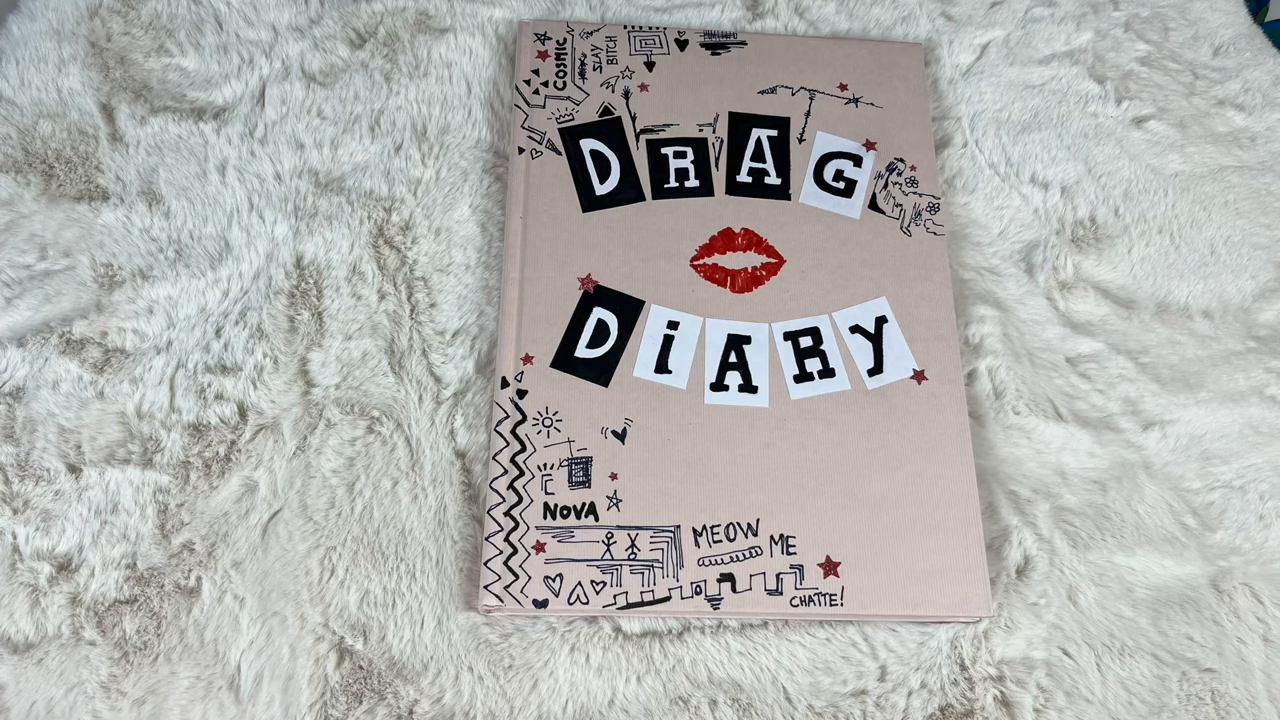 COSMIC
SLAY
BITCH
DRAG
DiARY
NOVA
MEOW
ME
CHATTE!